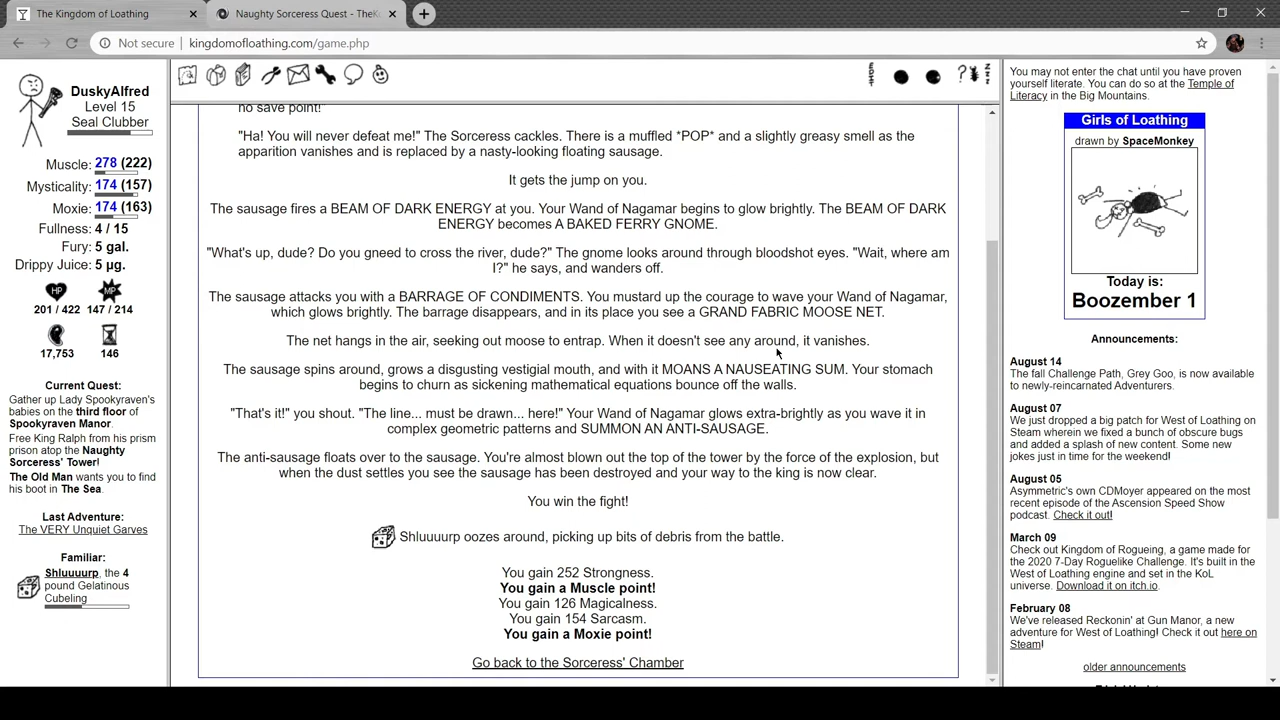 The Kingdom of Loathing
Naughty Sorceress Quest - TheK
Not secure | kingdomofloathing.com/game.php
DuskyAlfred
Level 15
Seal Clubber
Muscle: 278 (222)
Mysticality: 174 (157)
Moxie: 174 (163)
Fullness: 4 / 15
Fury: 5 gal.
Drippy Juice: 5 µg.
HP MP
201 / 422 147 / 214
17,753 146
Current Quest:
Gather up Lady Spookyraven's
babies on the third floor of
Spookyraven Manor.
Free King Ralph from his prism
prison atop the Naughty
Sorceress' Tower!
The Old Man wants you to find
his boot in The Sea.
Last Adventure:
The VERY Unquiet Garves
Familiar:
Shluuuurp, the 4
pound Gelatinous
Cubeling
no save point!"
"Ha! You will never defeat me!" The Sorceress cackles. There is a muffled *POP* and a slightly greasy smell as the
apparition vanishes and is replaced by a nasty-looking floating sausage.
It gets the jump on you.
The sausage fires a BEAM OF DARK ENERGY at you. Your Wand of Nagamar begins to glow brightly. The BEAM OF DARK
ENERGY becomes A BAKED FERRY GNOME.
"What's up, dude? Do you gneed to cross the river, dude?" The gnome looks around through bloodshot eyes. "Wait, where am
I?" he says, and wanders off.
The sausage attacks you with a BARRAGE OF CONDIMENTS. You mustard up the courage to wave your Wand of Nagamar,
which glows brightly. The barrage disappears, and in its place you see a GRAND FABRIC MOOSE NET.
The net hangs in the air, seeking out moose to entrap. When it doesn't see any around, it vanishes.
The sausage spins around, grows a disgusting vestigial mouth, and with it MOANS A NAUSEATING SUM. Your stomach
begins to churn as sickening mathematical equations bounce off the walls.
"That's it!" you shout. "The line... must be drawn... here!" Your Wand of Nagamar glows extra-brightly as you wave it in
complex geometric patterns and SUMMON AN ANTI-SAUSAGE.
The anti-sausage floats over to the sausage. You're almost blown out the top of the tower by the force of the explosion, but
when the dust settles you see the sausage has been destroyed and your way to the king is now clear.
You win the fight!
Shluuuurp oozes around, picking up bits of debris from the battle.
You gain 252 Strongness.
You gain a Muscle point!
You gain 126 Magicalness.
You gain 154 Sarcasm.
You gain a Moxie point!
Go back to the Sorceress' Chamber
You may not enter the chat until you have proven
yourself literate. You can do so at the Temple of
Literacy in the Big Mountains.
Girls of Loathing
drawn by SpaceMonkey
Today is:
Boozember 1
Announcements:
August 14
The fall Challenge Path, Grey Goo, is now available
to newly-reincarnated Adventurers.
August 07
We just dropped a big patch for West of Loathing on
Steam wherein we fixed a bunch of obscure bugs
and added a splash of new content. Some new
jokes just in time for the weekend!
August 05
Asymmetric's own CDMoyer appeared on the most
recent episode of the Ascension Speed Show
podcast. Check it out!
March 09
Check out Kingdom of Rogueing, a game made for
the 2020 7-Day Roguelike Challenge. It's built in the
West of Loathing engine and set in the KoL
universe. Download it on itch.io.
February 08
We've released Reckonin' at Gun Manor, a new
adventure for West of Loathing! Check it out here on
Steam!
older announcements